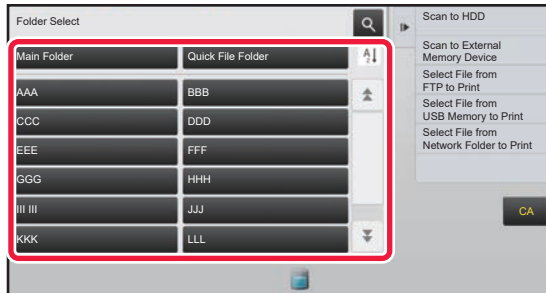 Folder Select
Main Folder
Quick File Folder
A
Z
AAA
BBB
CCC
DDD
EEE
FFF
GGG
HHH
III III
JJJ
KKK
LLL
Scan to HDD
Scan to External
Memory Device
Select File from
FTP to Print
Select File from
USB Memory to Print
Select File from
Network Folder to Print
CA